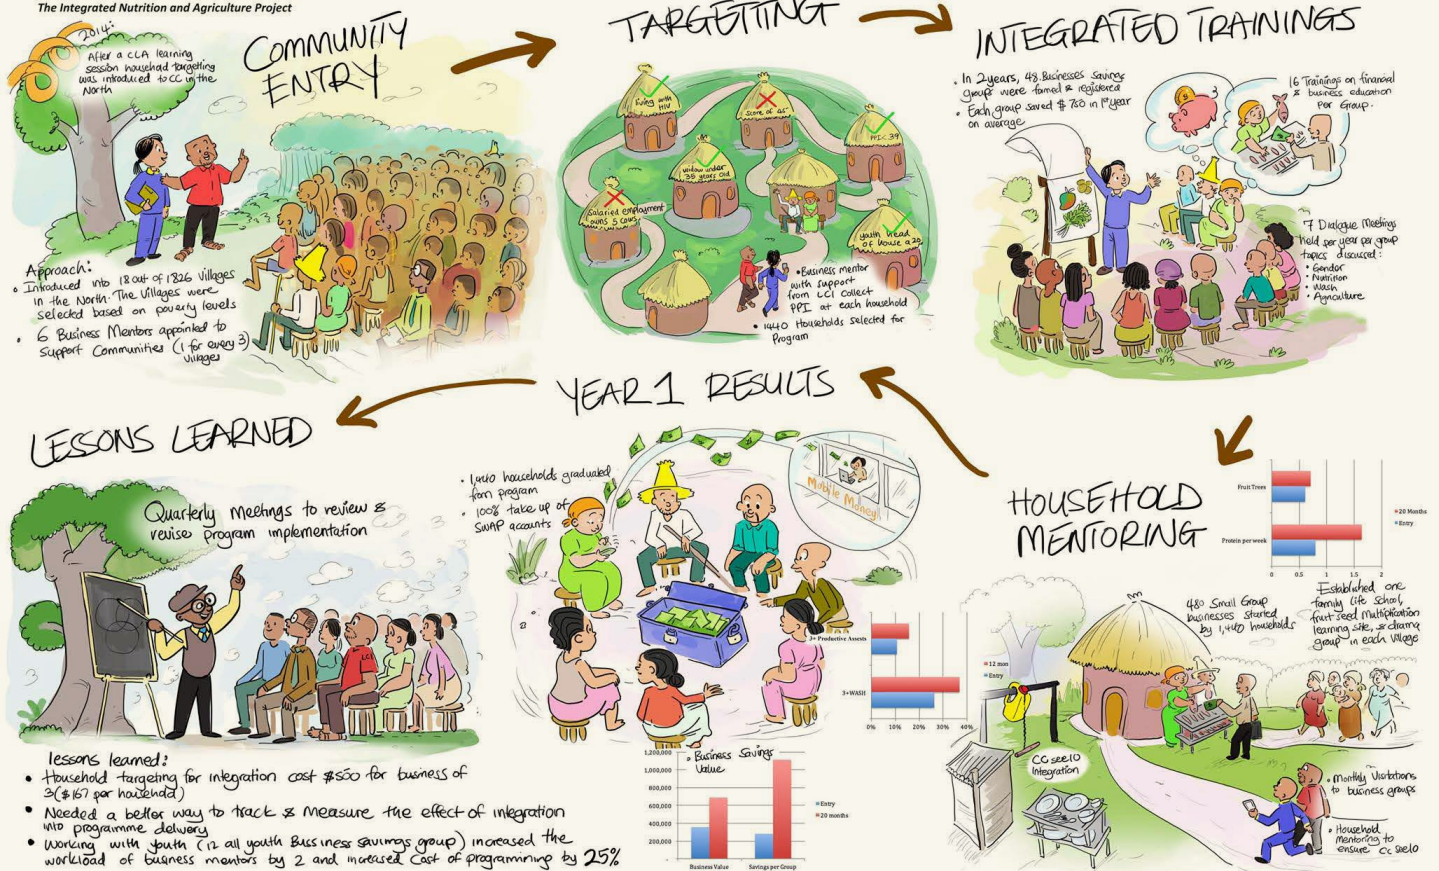 The Integrated Nutrition and Agriculture Project
2014:
After a CLA learning
session household targetting
was introduced to CC in the
North
COMMUNITY
ENTRY
Approach:
Introduced into 18 out of 1826 villages
in the North. The Villages were
selected based on poverty levels
6 Business Mentors appointed to
Support Communities (1 for every 3)
villages
TARGETTING
living with
HIV
Score of 45
PPI<39
widow under
35 years old
Salaried employment
owns 5 cows
youth head
of house a 20
Business mentor
with support
from LCI collect
PPI at each household
1440 Households selected for
Program
INTEGRATED TRAININGS
In 2 years, 48 Businesses savings
groups were formed & registered
Each group saved $750 in 1st year
on average
16 Trainings on financial
& business education
per Group.
7 Dialogue Meetings
held per year per group
topics discussed:
Gender
Nutrition
Wash
Agriculture
HOUSEHOLD
MENTORING
Fruit Trees
Protein per week
0 0.5 1 1.5 2
20 Months
Entry
480 Small Group
businesses started
by 1,440 households
Established one
family life School,
fruit seed multiplication
learning site, & drama
group in each village
CC see10
Integration
Monthly Visitations
to business groups
Household
mentoring to
ensure CC see10
YEAR 1 RESULTS
1,440 households graduated
from program
100% take up of
SWAP accounts
Mobile Money
3+ Productive Assests
3+WASH
0% 10% 20% 30% 40%
12 mon
Entry
Business Savings
Value
1,200,000
1,000,000
800,000
600,000
400,000
200,000
Business Value Savings per Group
Entry
20 months
LESSONS LEARNED
Quarterly meetings to review &
revise program implementation
lessons learned:
Household targeting for integration cost $500 for business of
3 ($167 per household)
Needed a better way to track & measure the effect of integration
into programme delivery
Working with youth (12 all youth Business savings group) increased the
workload of business mentors by 2 and increased cost of programming by 25%